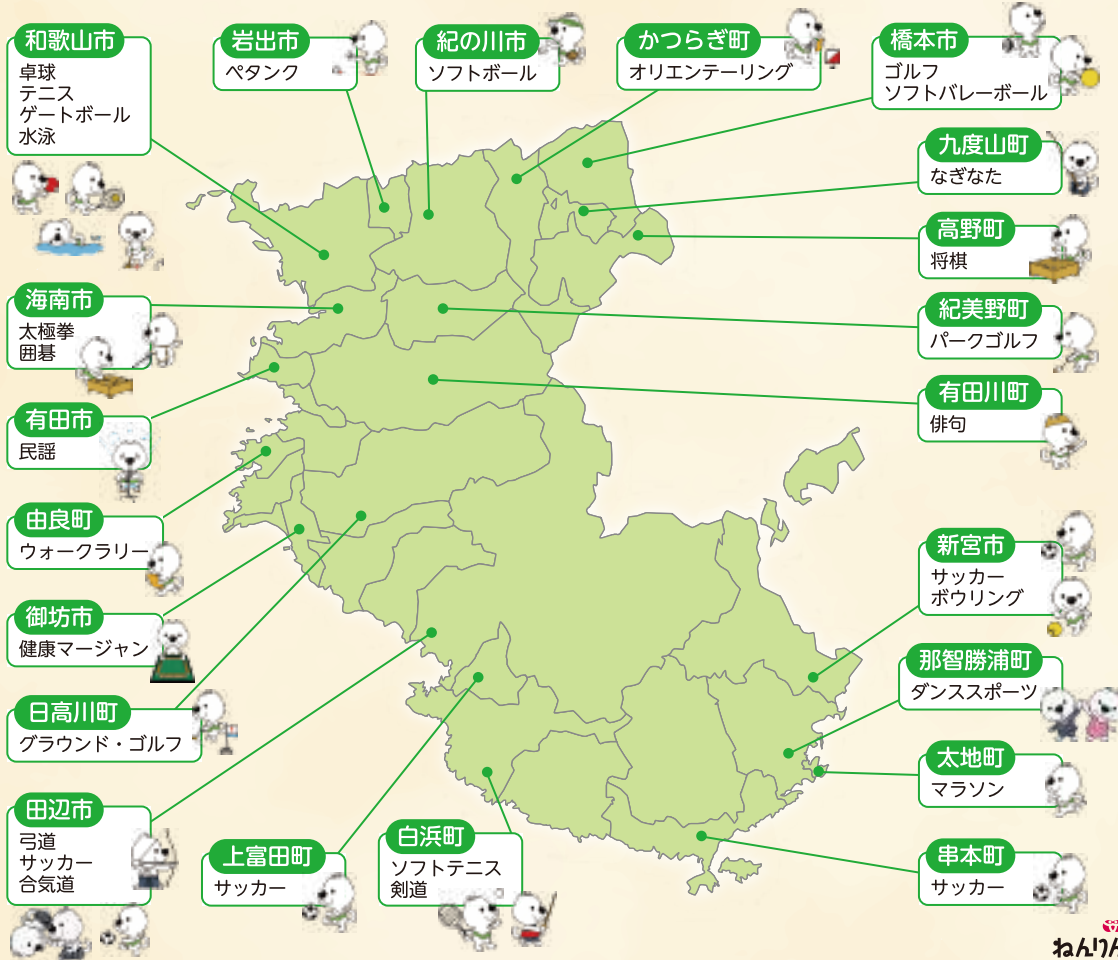 和歌山市
卓球
テニス
ゲートボール
水泳
岩出市
ペタンク
紀の川市
ソフトボール
かつらぎ町
オリエンテーリング
橋本市
ゴルフ
ソフトバレーボール
九度山町
なぎなた
高野町
将棋
海南市
太極拳
囲碁
紀美野町
パークゴルフ
有田市
民謡
有田川町
俳句
由良町
ウォークラリー
新宮市
サッカー
ボウリング
御坊市
健康マージャン
那智勝浦町
ダンススポーツ
日高川町
グラウンド・ゴルフ
太地町
マラソン
田辺市
弓道
サッカー
合気道
上富田町
サッカー
白浜町
ソフトテニス
剣道
串本町
サッカー
ねんりん